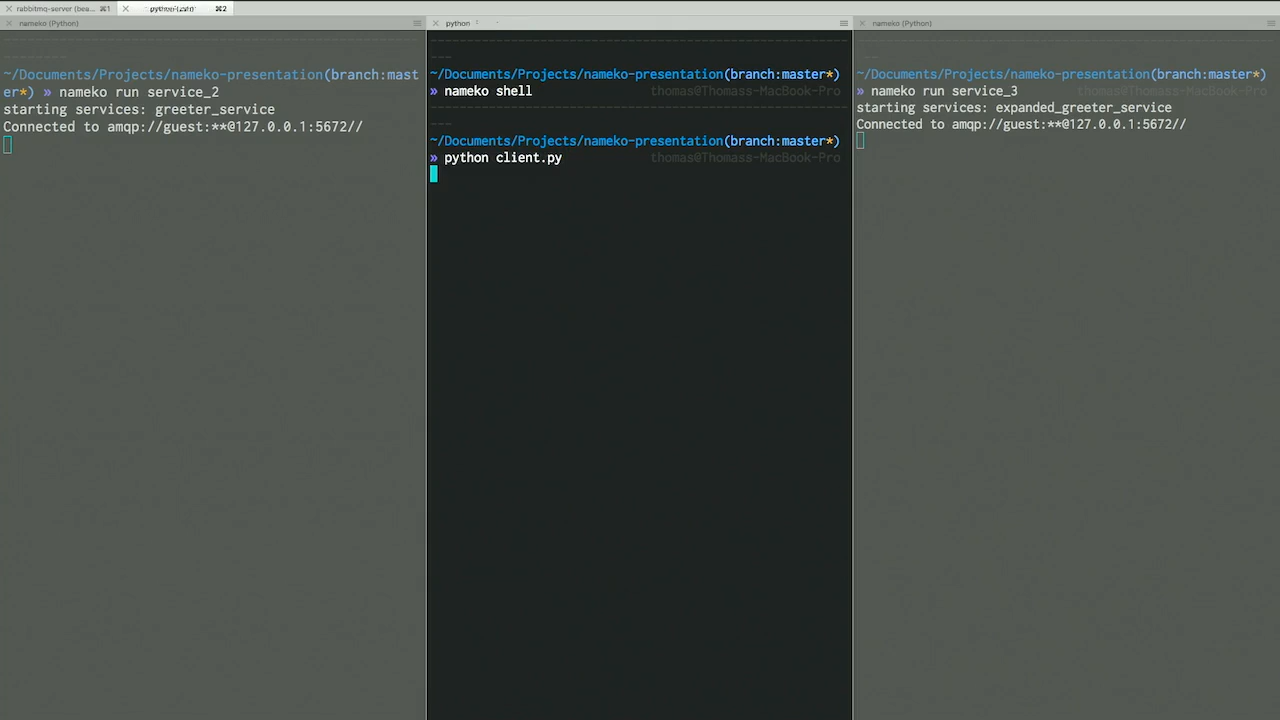 rabbitmq-server (bea... ⌘1
⌘2
nameko (Python)
~/Documents/Projects/nameko-presentation(branch:mast
er*) » nameko run service_2
starting services: greeter_service
Connected to amqp://guest:**@127.0.0.1:5672//
python
~/Documents/Projects/nameko-presentation(branch:master*)
» nameko shell thomas@Thomass-MacBook-Pro
~/Documents/Projects/nameko-presentation(branch:master*)
» python client.py thomas@Thomass-MacBook-Pro
nameko (Python)
~/Documents/Projects/nameko-presentation(branch:master*)
» nameko run service_3 thomas@Thomass-MacBook-Pro
starting services: expanded_greeter_service
Connected to amqp://guest:**@127.0.0.1:5672//